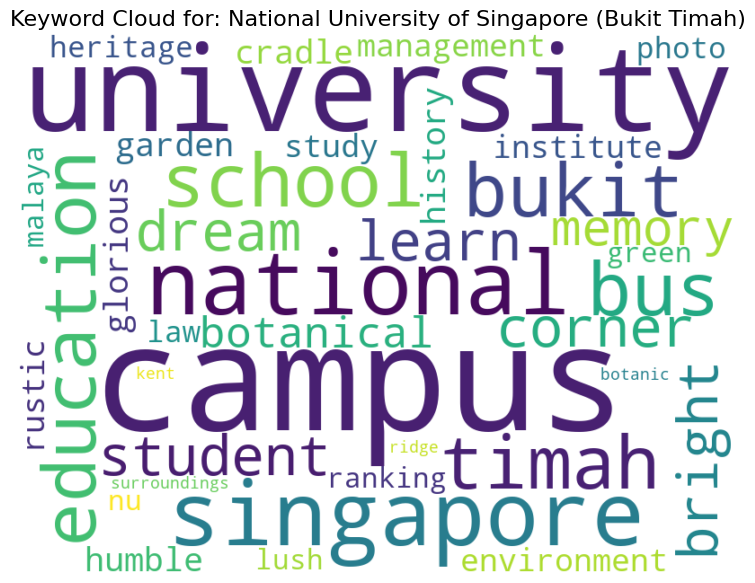 Keyword Cloud for: National University of Singapore (Bukit Timah)
heritage cradle management photo
university
garden study history institute
malaya education glorious school bukit
dream learn memory
national green bus
law botanical corner
rustic campus
kent botanic
student ridge timah bright
surroundings ranking
nu singapore
humble lush environment